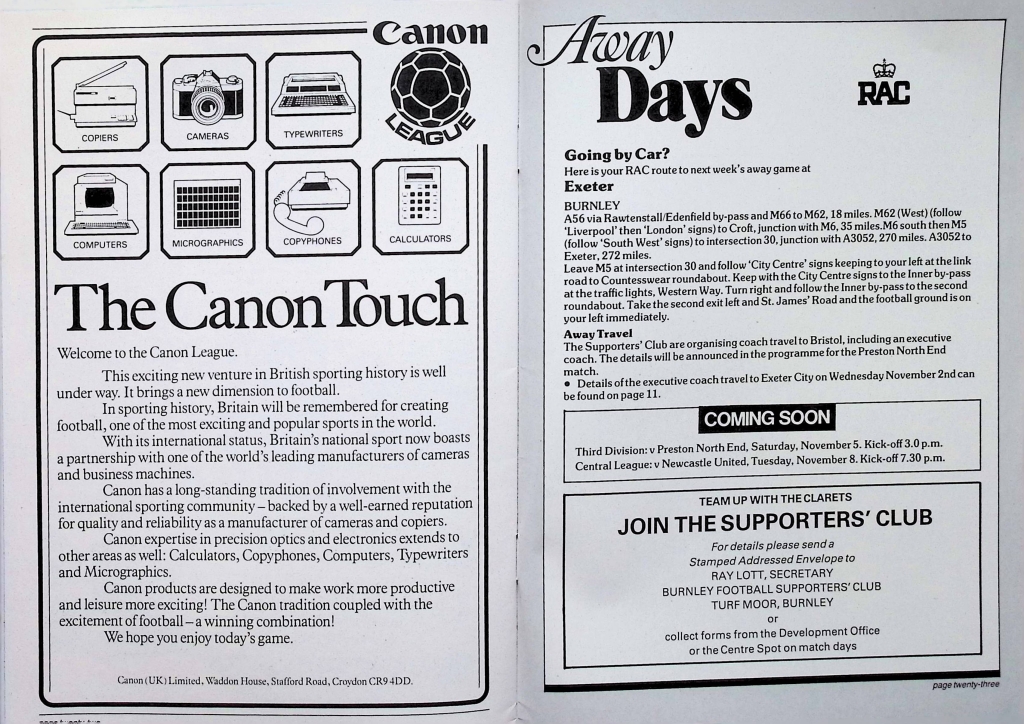 Canon
LEAGUE
COPIERS
CAMERAS
TYPEWRITERS
COMPUTERS
MICROGRAPHICS
COPYPHONES
CALCULATORS
The Canon Touch
Welcome to the Canon League.
This exciting new venture in British sporting history is well
under way. It brings a new dimension to football.
In sporting history, Britain will be remembered for creating
football, one of the most exciting and popular sports in the world.
With its international status, Britain's national sport now boasts
a partnership with one of the world's leading manufacturers of cameras
and business machines.
Canon has a long-standing tradition of involvement with the
international sporting community – backed by a well-earned reputation
for quality and reliability as a manufacturer of cameras and copiers.
Canon expertise in precision optics and electronics extends to
other areas as well: Calculators, Copyphones, Computers, Typewriters
and Micrographics.
Canon products are designed to make work more productive
and leisure more exciting! The Canon tradition coupled with the
excitement of football – a winning combination!
We hope you enjoy today's game.
Canon (UK) Limited, Waddon House, Stafford Road, Croydon CR9 4DD.
Away
Days
RAC
Going by Car?
Here is your RAC route to next week's away game at
Exeter
BURNLEY
A56 via Rawtenstall/Edenfield by-pass and M66 to M62, 18 miles. M62 (West) (follow
'Liverpool' then 'London' signs) to Croft, junction with M6, 35 miles. M6 south then M5
(follow 'South West' signs) to intersection 30, junction with A3052, 270 miles. A3052 to
Exeter, 272 miles.
Leave M5 at intersection 30 and follow 'City Centre' signs keeping to your left at the link
road to Countesswear roundabout. Keep with the City Centre signs to the Inner by-pass
at the traffic lights, Western Way. Turn right and follow the Inner by-pass to the second
roundabout. Take the second exit left and St. James' Road and the football ground is on
your left immediately.
Away Travel
The Supporters' Club are organising coach travel to Bristol, including an executive
coach. The details will be announced in the programme for the Preston North End
match.
● Details of the executive coach travel to Exeter City on Wednesday November 2nd can
be found on page 11.
COMING SOON
Third Division: v Preston North End, Saturday, November 5. Kick-off 3.0 p.m.
Central League: v Newcastle United, Tuesday, November 8. Kick-off 7.30 p.m.
TEAM UP WITH THE CLARETS
JOIN THE SUPPORTERS' CLUB
For details please send a
Stamped Addressed Envelope to
RAY LOTT, SECRETARY
BURNLEY FOOTBALL SUPPORTERS' CLUB
TURF MOOR, BURNLEY
or
collect forms from the Development Office
or the Centre Spot on match days
page twenty-three